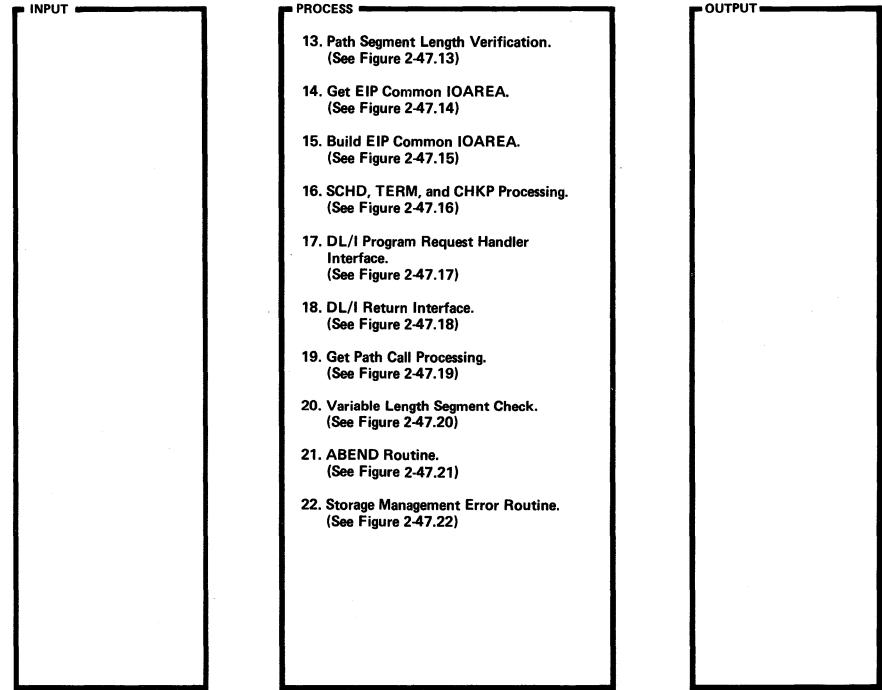 INPUT
PROCESS
OUTPUT
13. Path Segment Length Verification.
(See Figure 2-47.13)
14. Get EIP Common IOAREA.
(See Figure 2-47.14)
15. Build EIP Common IOAREA.
(See Figure 2-47.15)
16. SCHD, TERM, and CHKP Processing.
(See Figure 2-47.16)
17. DL/I Program Request Handler
Interface.
(See Figure 2-47.17)
18. DL/I Return Interface.
(See Figure 2-47.18)
19. Get Path Call Processing.
(See Figure 2-47.19)
20. Variable Length Segment Check.
(See Figure 2-47.20)
21. ABEND Routine.
(See Figure 2-47.21)
22. Storage Management Error Routine.
(See Figure 2-47.22)